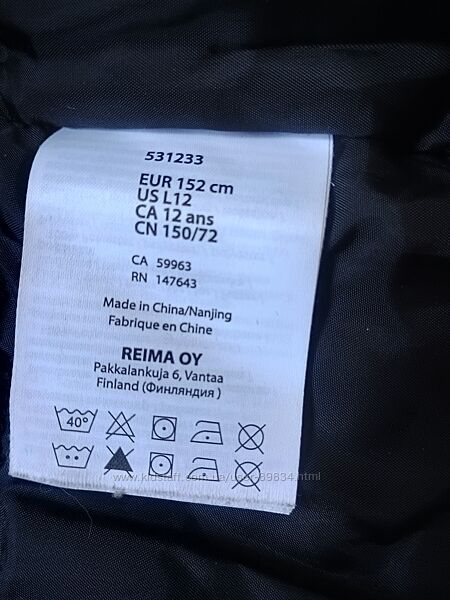 531233
EUR 152 cm
US L12
CA 12 ans
CN 150/72
CA 59963
RN 147643
Made in China/Nanjing
Fabrique en Chine
REIMA OY
Pakkalankuja 6, Vantaa
Finland (Финляндия)
40°